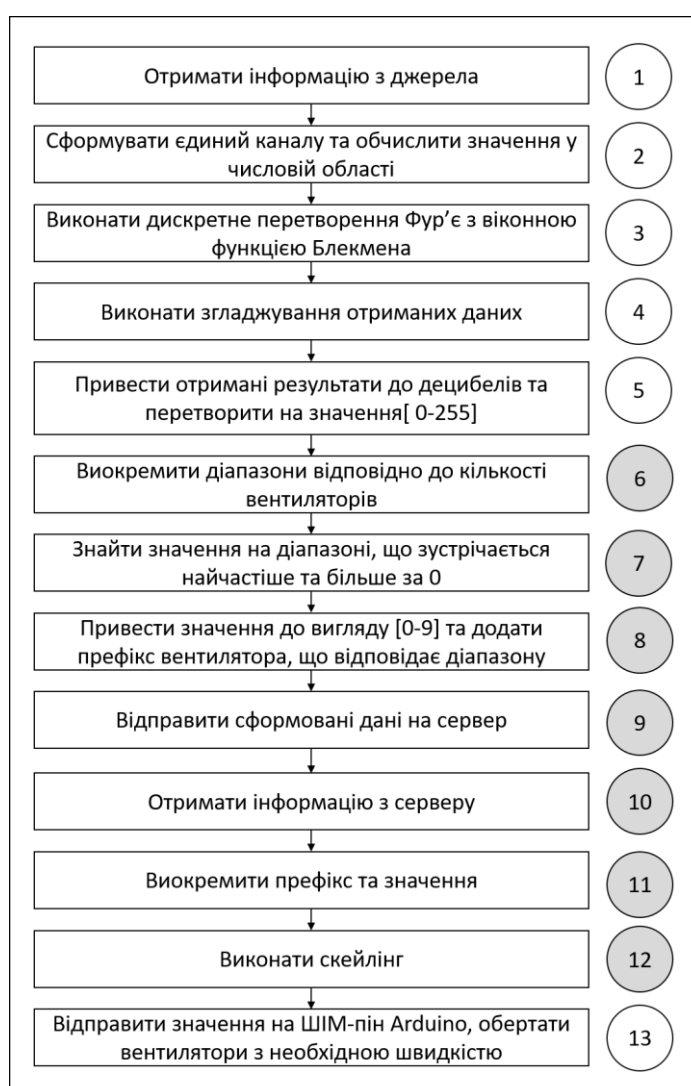 Отримати інформацію з джерела
1
Сформувати єдиний каналу та обчислити значення у
числовій області
2
Виконати дискретне перетворення Фур’є з віконною
функцією Блекмена
3
Виконати згладжування отриманих даних
4
Привести отримані результати до децибелів та
перетворити на значення[ 0-255]
5
Виокремити діапазони відповідно до кількості
вентиляторів
6
Знайти значення на діапазоні, що зустрічається
найчастіше та більше за 0
7
Привести значення до вигляду [0-9] та додати
префікс вентилятора, що відповідає діапазону
8
Відправити сформовані дані на сервер
9
Отримати інформацію з серверу
10
Виокремити префікс та значення
11
Виконати скейлінг
12
Відправити значення на ШІМ-пін Arduino, обертати
вентилятори з необхідною швидкістю
13